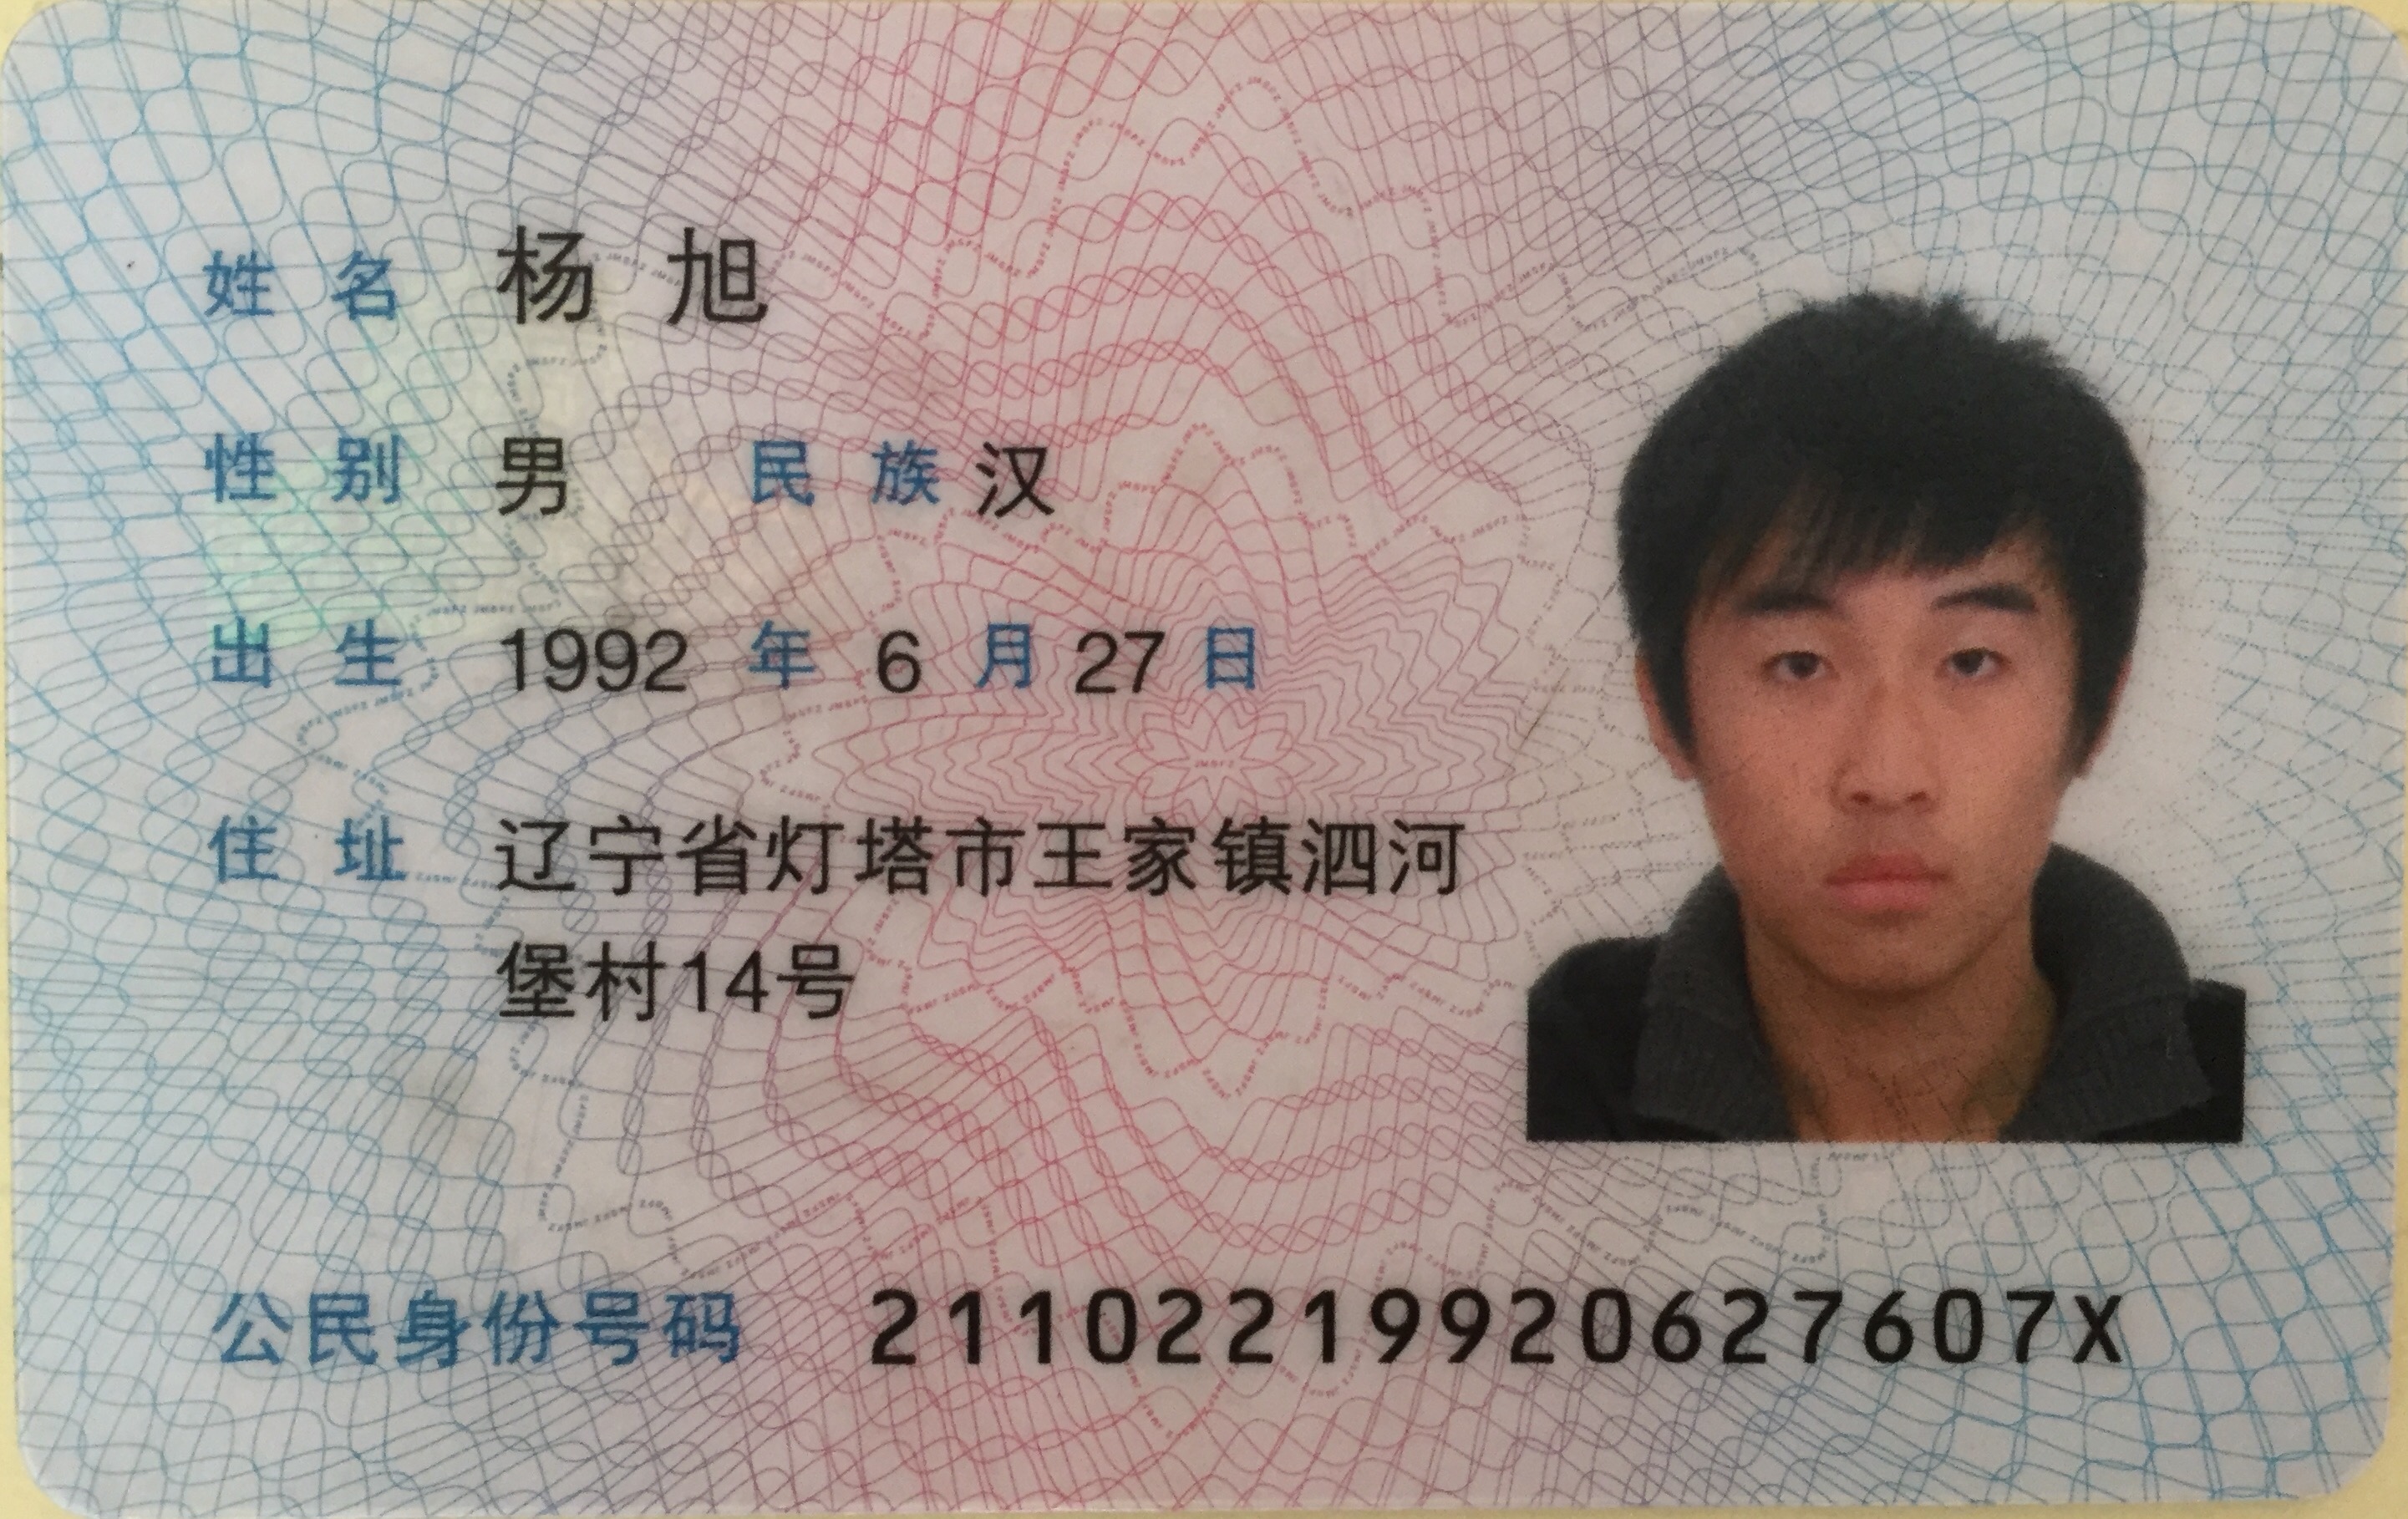 姓名 杨旭
性别 男 民族 汉
出生 1992 年 6 月 27 日
住址 辽宁省灯塔市王家镇泗河
堡村14号
公民身份号码 21102219920627607X